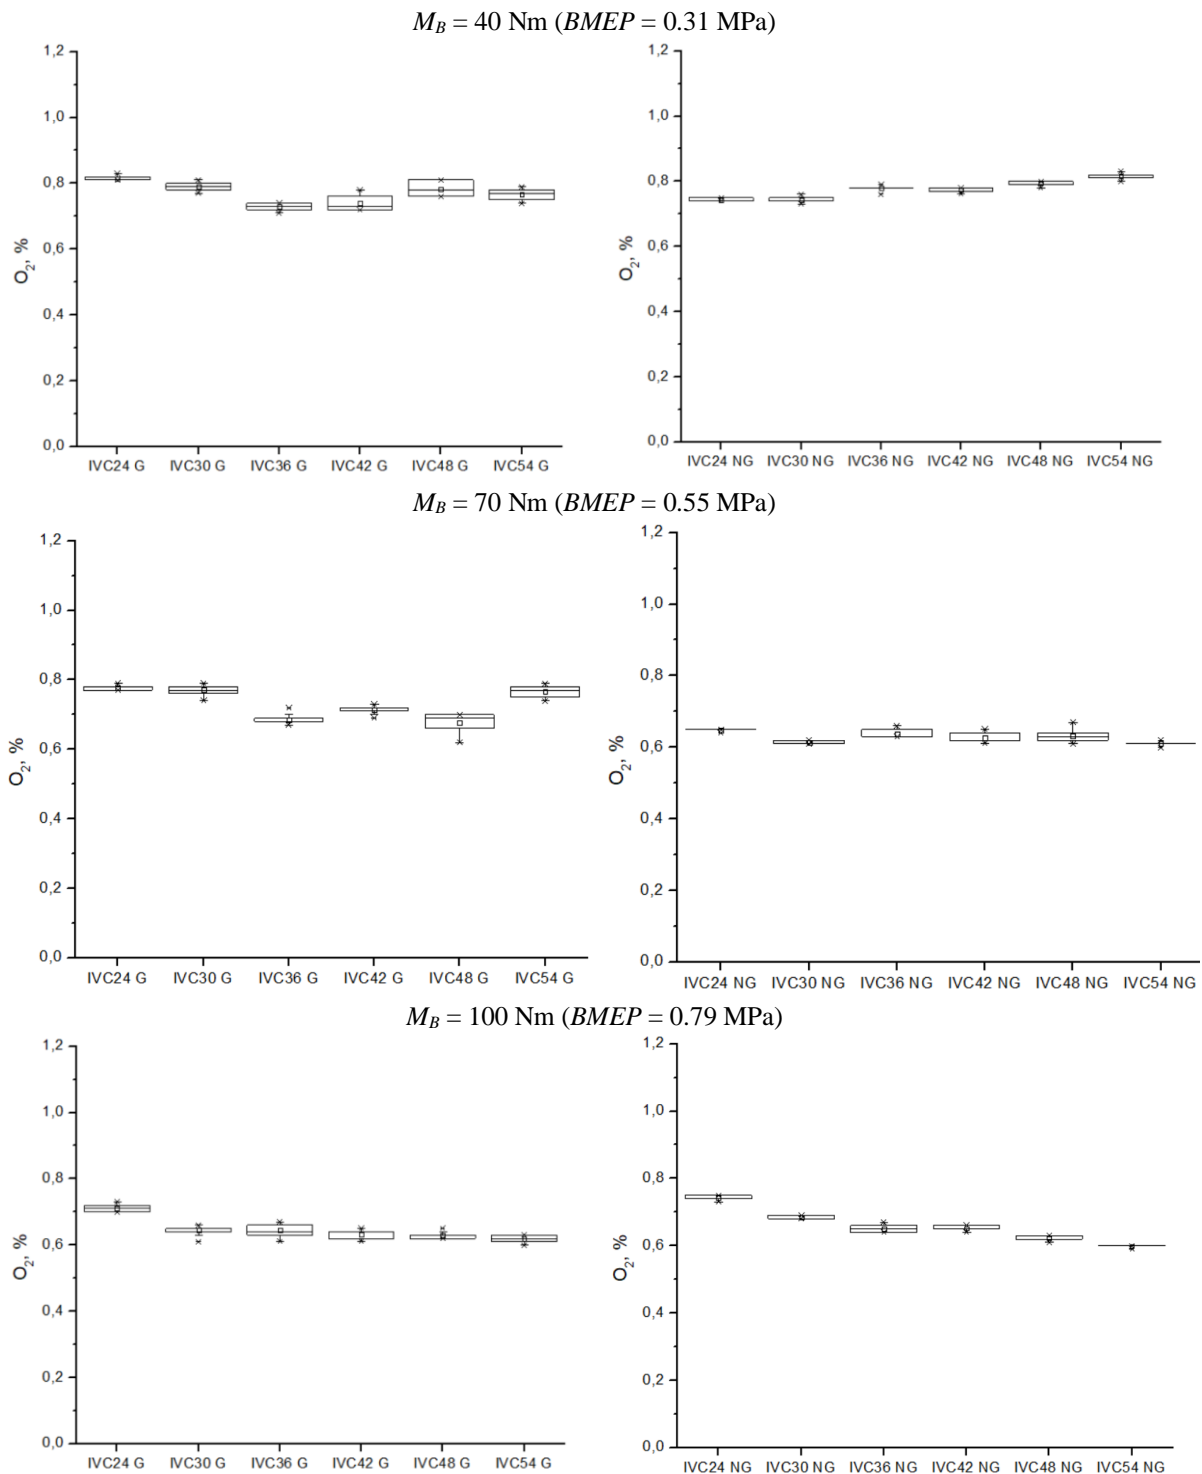 M_B = 40 Nm (BMEP = 0.31 MPa)
1,2
1,0
0,8
0,6
0,4
0,2
0,0
O₂, %
IVC24 G IVC30 G IVC36 G IVC42 G IVC48 G IVC54 G
1,2
1,0
0,8
0,6
0,4
0,2
0,0
O₂, %
IVC24 NG IVC30 NG IVC36 NG IVC42 NG IVC48 NG IVC54 NG
M_B = 70 Nm (BMEP = 0.55 MPa)
1,2
1,0
0,8
0,6
0,4
0,2
0,0
O₂, %
IVC24 G IVC30 G IVC36 G IVC42 G IVC48 G IVC54 G
1,2
1,0
0,8
0,6
0,4
0,2
0,0
O₂, %
IVC24 NG IVC30 NG IVC36 NG IVC42 NG IVC48 NG IVC54 NG
M_B = 100 Nm (BMEP = 0.79 MPa)
1,2
1,0
0,8
0,6
0,4
0,2
0,0
O₂, %
IVC24 G IVC30 G IVC36 G IVC42 G IVC48 G IVC54 G
1,2
1,0
0,8
0,6
0,4
0,2
0,0
O₂, %
IVC24 NG IVC30 NG IVC36 NG IVC42 NG IVC48 NG IVC54 NG